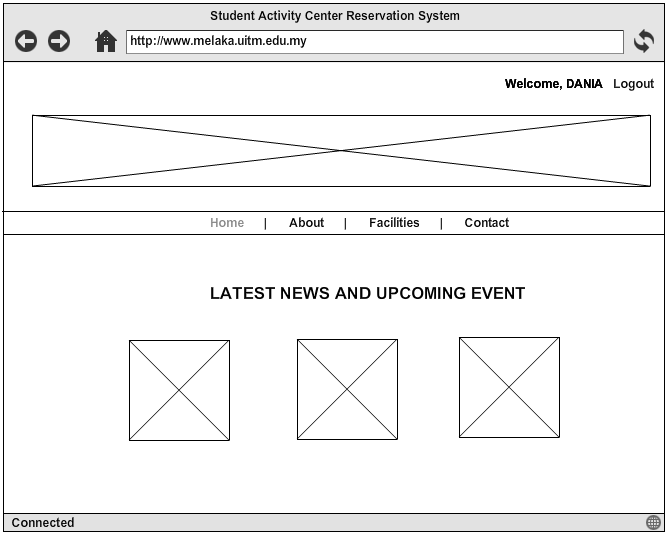 Student Activity Center Reservation System
http://www.melaka.uitm.edu.my
Welcome, DANIA Logout
Home | About | Facilities | Contact
LATEST NEWS AND UPCOMING EVENT
Connected